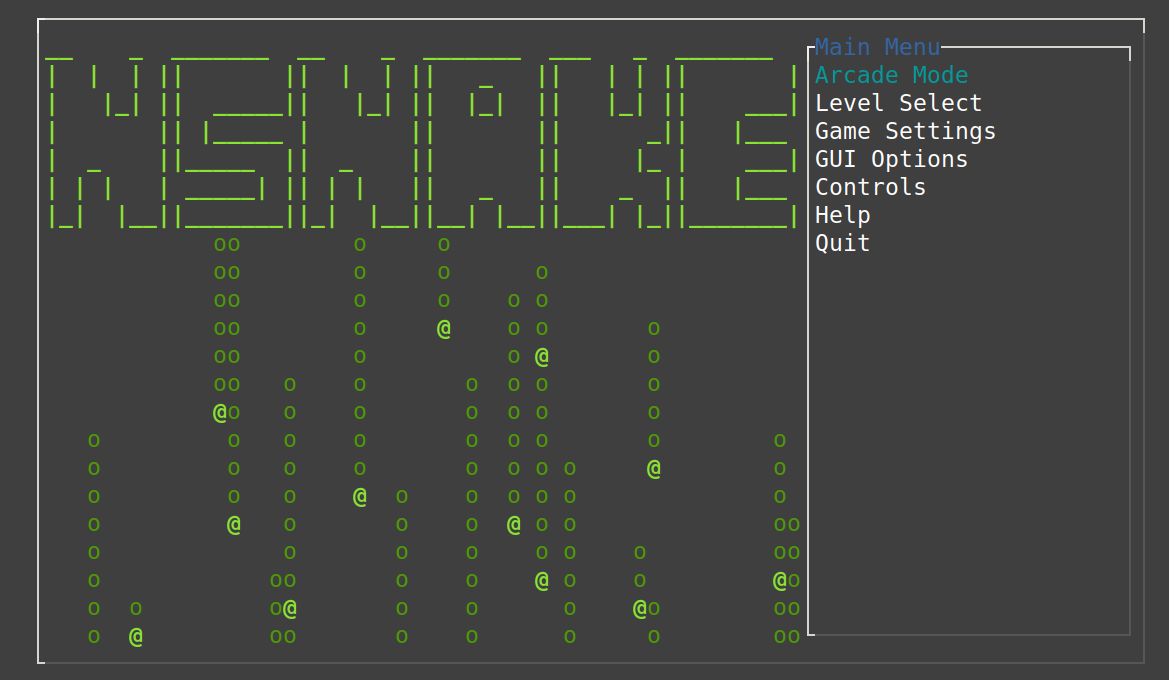 NSNAKE
Main Menu
Arcade Mode
Level Select
Game Settings
GUI Options
Controls
Help
Quit